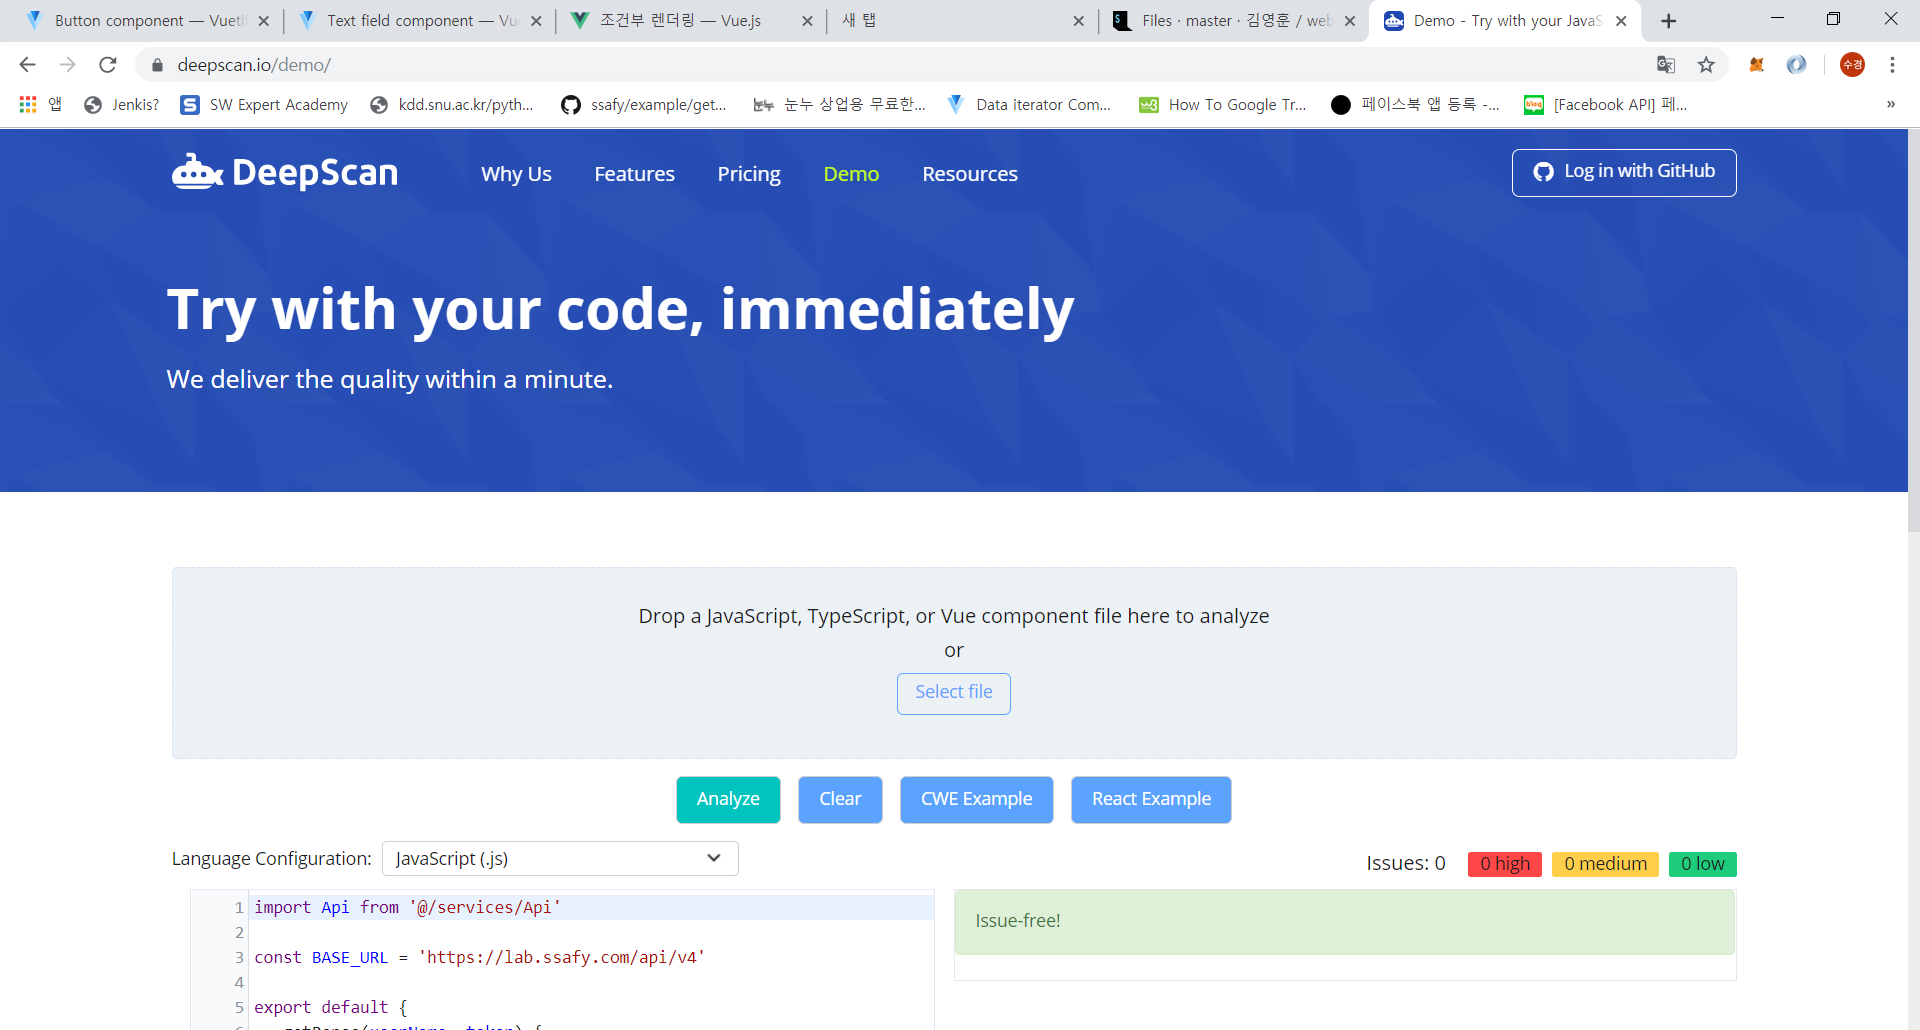 Button component — Vueti
Text field component — Vue
조건부 렌더링 — Vue.js
새 탭
Files · master · 김영훈 / web
Demo - Try with your JavaS
deepscan.io/demo/
수경
앱
Jenkis?
SW Expert Academy
kdd.snu.ac.kr/pyth...
ssafy/example/get...
눈누 상업용 무료한...
Data iterator Com...
How To Google Tr...
페이스북 앱 등록 -...
[Facebook API] 페...
»
DeepScan
Why Us
Features
Pricing
Demo
Resources
Log in with GitHub
Try with your code, immediately
We deliver the quality within a minute.
Drop a JavaScript, TypeScript, or Vue component file here to analyze
or
Select file
Analyze
Clear
CWE Example
React Example
Language Configuration:
JavaScript (.js)
Issues: 0
0 high
0 medium
0 low
1 import Api from '@/services/Api'
2
3 const BASE_URL = 'https://lab.ssafy.com/api/v4'
4
5 export default {
Issue-free!